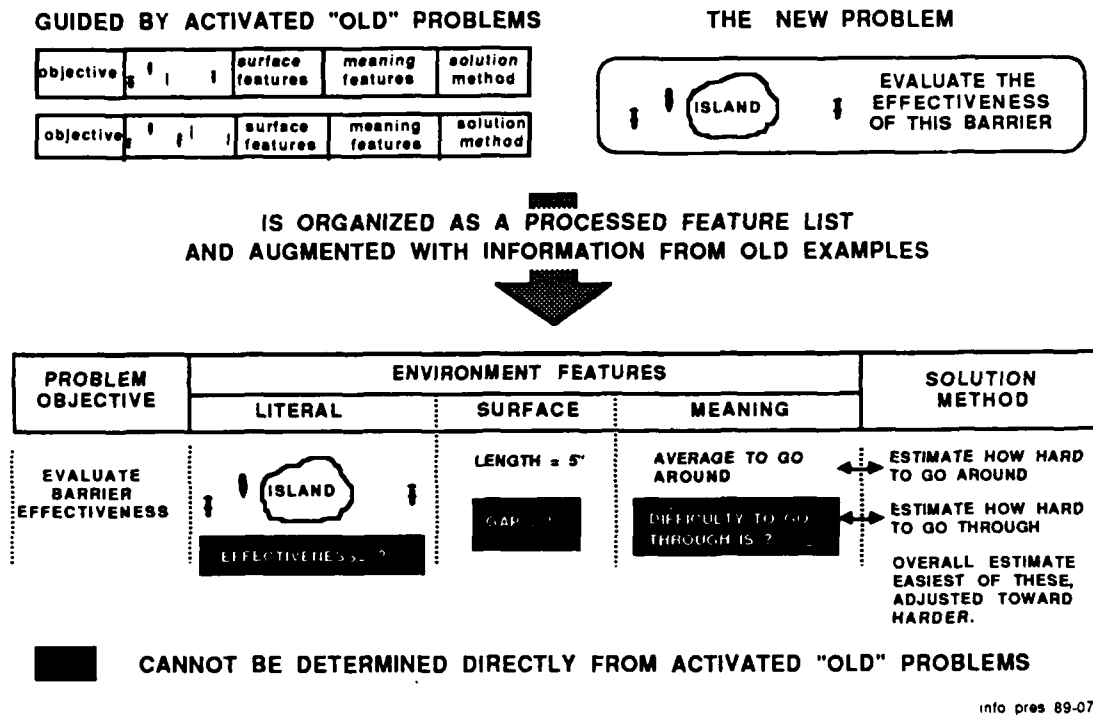 GUIDED BY ACTIVATED "OLD" PROBLEMS
objective surface features meaning features solution method
objective surface features meaning features solution method
THE NEW PROBLEM
ISLAND
EVALUATE THE
EFFECTIVENESS
OF THIS BARRIER
IS ORGANIZED AS A PROCESSED FEATURE LIST
AND AUGMENTED WITH INFORMATION FROM OLD EXAMPLES
PROBLEM
OBJECTIVE
ENVIRONMENT FEATURES
LITERAL
SURFACE
MEANING
SOLUTION
METHOD
EVALUATE
BARRIER
EFFECTIVENESS
ISLAND
EFFECTIVENESS = ?
LENGTH = 5"
GAP = ?
AVERAGE TO GO
AROUND
DIFFICULTY TO GO
THROUGH IS ?
ESTIMATE HOW HARD
TO GO AROUND
ESTIMATE HOW HARD
TO GO THROUGH
OVERALL ESTIMATE
EASIEST OF THESE,
ADJUSTED TOWARD
HARDER.
CANNOT BE DETERMINED DIRECTLY FROM ACTIVATED "OLD" PROBLEMS
info pres 89-07